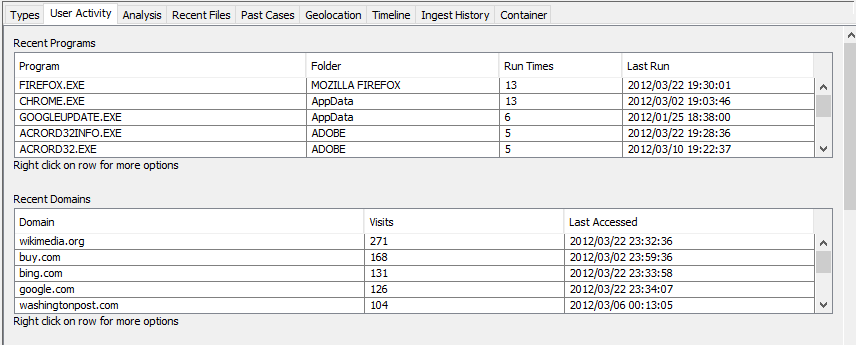 Types User Activity Analysis Recent Files Past Cases Geolocation Timeline Ingest History Container
Recent Programs
Program Folder Run Times Last Run
FIREFOX.EXE MOZILLA FIREFOX 13 2012/03/22 19:30:01
CHROME.EXE AppData 13 2012/03/02 19:03:46
GOOGLEUPDATE.EXE AppData 6 2012/01/25 18:38:00
ACRORD32INFO.EXE ADOBE 5 2012/03/22 19:28:36
ACRORD32.EXE ADOBE 5 2012/03/10 19:22:37
Right click on row for more options
Recent Domains
Domain Visits Last Accessed
wikimedia.org 271 2012/03/22 23:32:36
buy.com 168 2012/03/02 23:59:36
bing.com 131 2012/03/22 23:33:58
google.com 126 2012/03/22 23:34:07
washingtonpost.com 104 2012/03/06 00:13:05
Right click on row for more options